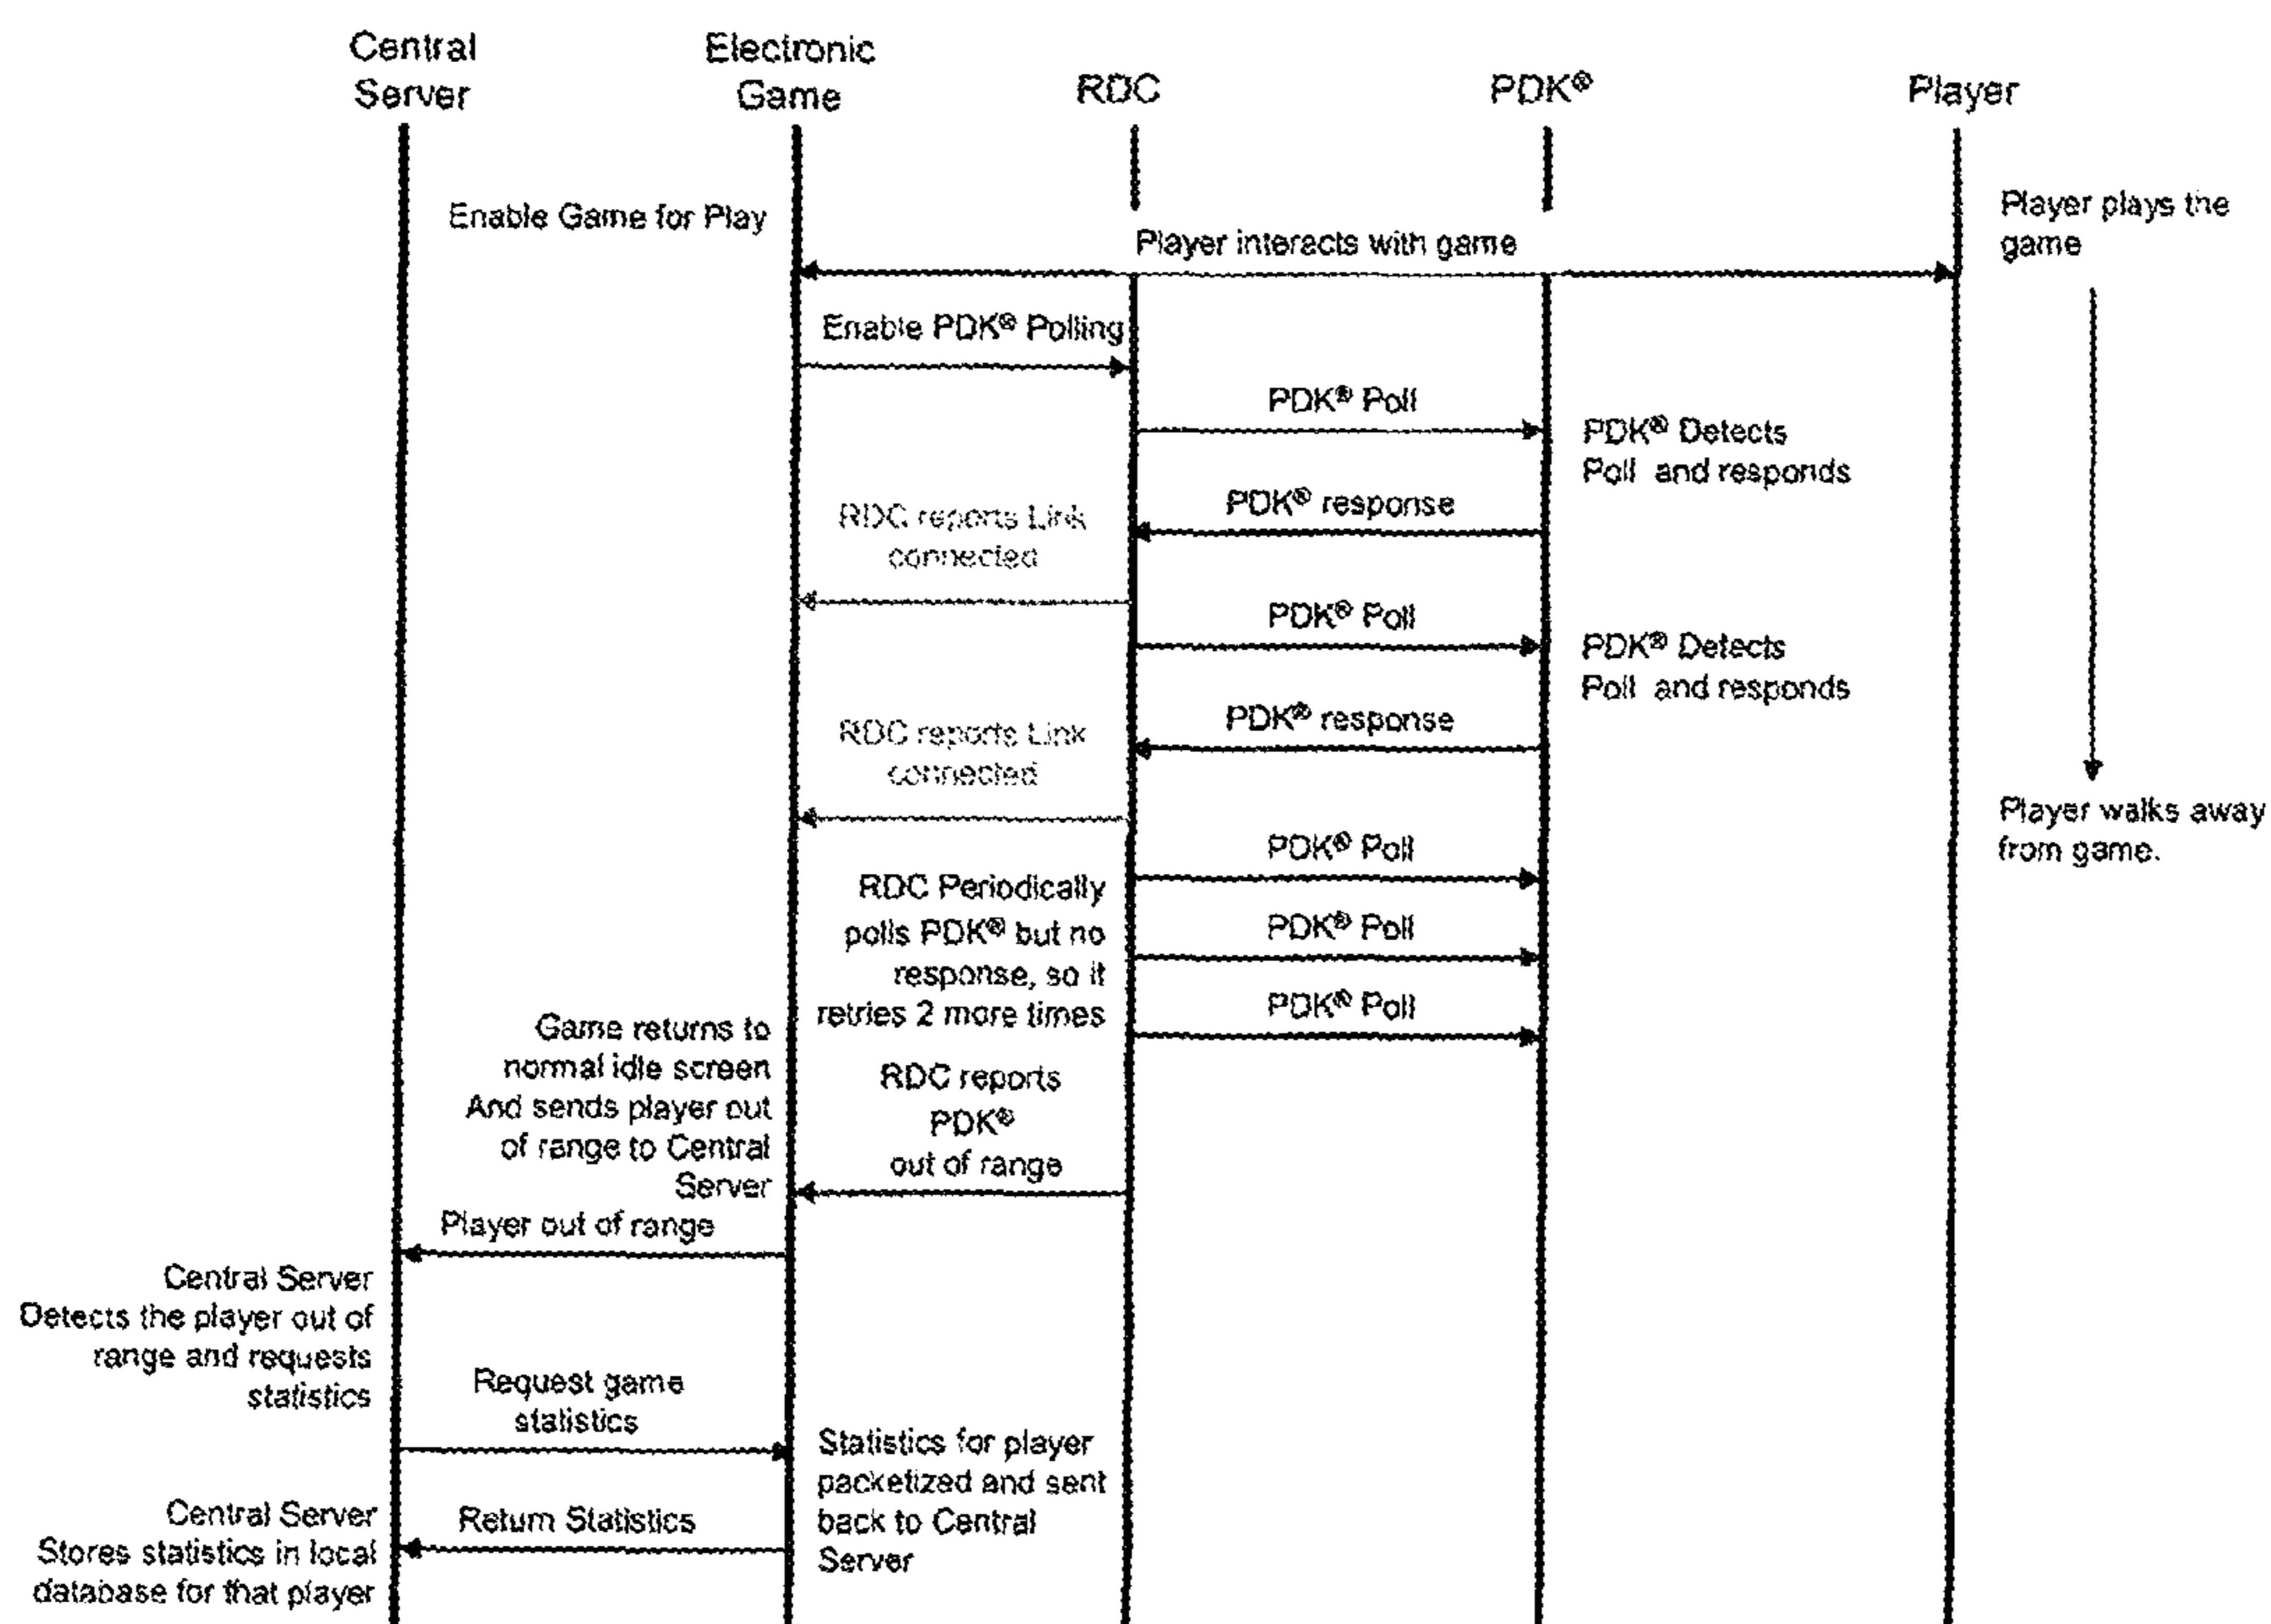 Central
Server
Electronic
Game
RDC
PDK®
Player
Enable Game for Play
Player interacts with game
Player plays the
game
Enable PDK® Polling
PDK® Poll
PDK® Detects
Poll and responds
PDK® response
RDC reports Link
connected
PDK® Poll
PDK® Detects
Poll and responds
PDK® response
RDC reports Link
connected
Player walks away
from game.
PDK® Poll
RDC Periodically
polls PDK® but no
response, so it
retries 2 more times
PDK® Poll
PDK® Poll
Game returns to
normal idle screen
And sends player out
of range to Central
Server
RDC reports
PDK®
out of range
Player out of range
Central Server
Detects the player out of
range and requests
statistics
Request game
statistics
Statistics for player
packetized and sent
back to Central
Server
Return Statistics
Central Server
Stores statistics in local
database for that player